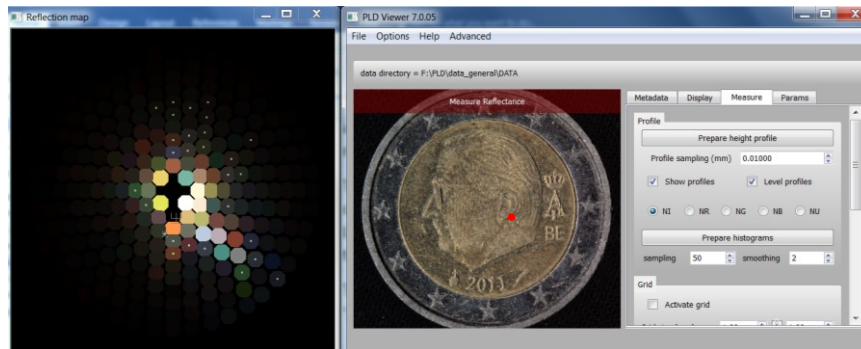 Reflection map
PLD Viewer 7.0.05
File Options Help Advanced
data directory = F:\PLD\data_general\DATA
Measure Reflectance
Metadata Display Measure Params
Profile
Prepare height profile
Profile sampling (mm) 0.01000
Show profiles Level profiles
NI NR NG NB NU
Prepare histograms
sampling 50 smoothing 2
Grid
Activate grid
BE